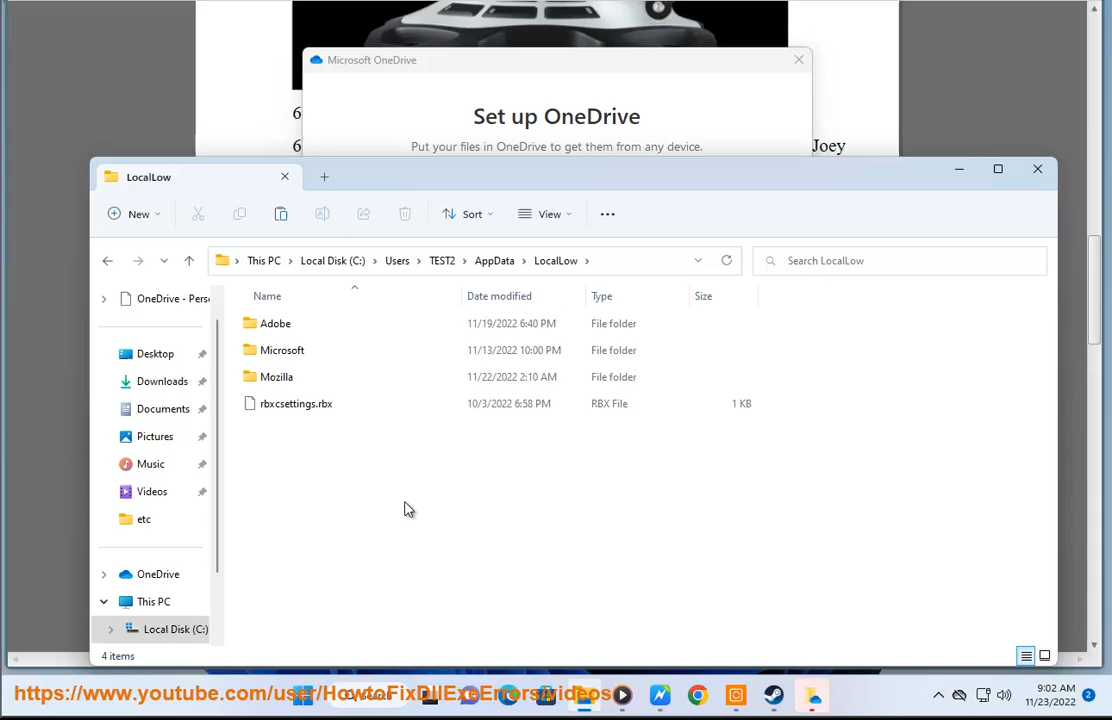 Microsoft OneDrive
Set up OneDrive
6
Put your files in OneDrive to get them from any device.
6
Joey
LocalLow
New
Sort
View
This PC > Local Disk (C:) > Users > TEST2 > AppData > LocalLow >
Search LocalLow
Name Date modified Type Size
Adobe 11/19/2022 6:40 PM File folder
Microsoft 11/13/2022 10:00 PM File folder
Mozilla 11/22/2022 2:10 AM File folder
rbxcsettings.rbx 10/3/2022 6:58 PM RBX File 1 KB
OneDrive - Pers
Desktop
Downloads
Documents
Pictures
Music
Videos
etc
OneDrive
This PC
Local Disk (C:)
4 items
https://www.youtube.com/user/HowtoFixDllExeErrors/videos
9:02 AM
11/23/2022
2